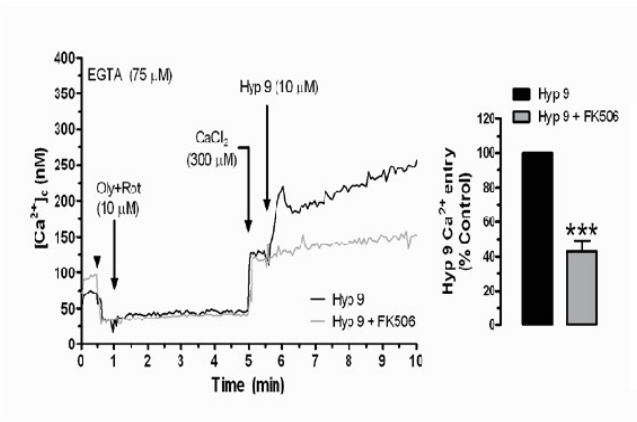 400
350
300
250
200
150
100
50
0
[Ca²⁺]c (nM)
EGTA (75 µM)
Oly+Rot
(10 µM)
CaCl₂
(300 µM)
Hyp 9 (10 µM)
Hyp 9
Hyp 9 + FK506
0 1 2 3 4 5 6 7 8 9 10
Time (min)
Hyp 9
Hyp 9 + FK506
120
100
80
60
40
20
0
Hyp 9 Ca²⁺ entry
(% Control)
***